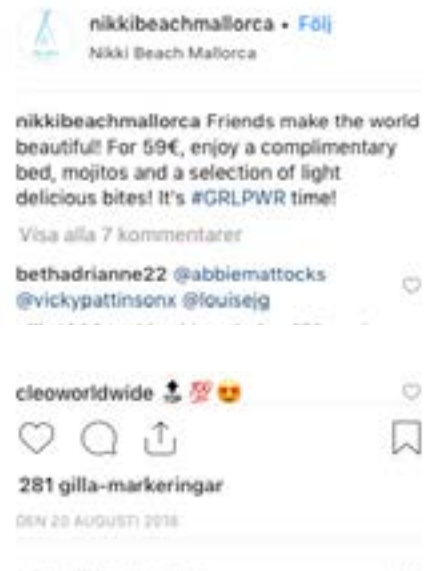 nikkibeachmallorca • Följ
Nikki Beach Mallorca
nikkibeachmallorca Friends make the world
beautiful! For 59€, enjoy a complimentary
bed, mojitos and a selection of light
delicious bites! It's #GRLPWR time!
Visa alla 7 kommentarer
bethadrianne22 @abbiemattocks
@vickypattinsonx @louisejg
cleoworldwide 🔝 💯 😍
281 gilla-markeringar
DEN 20 AUGUSTI 2018